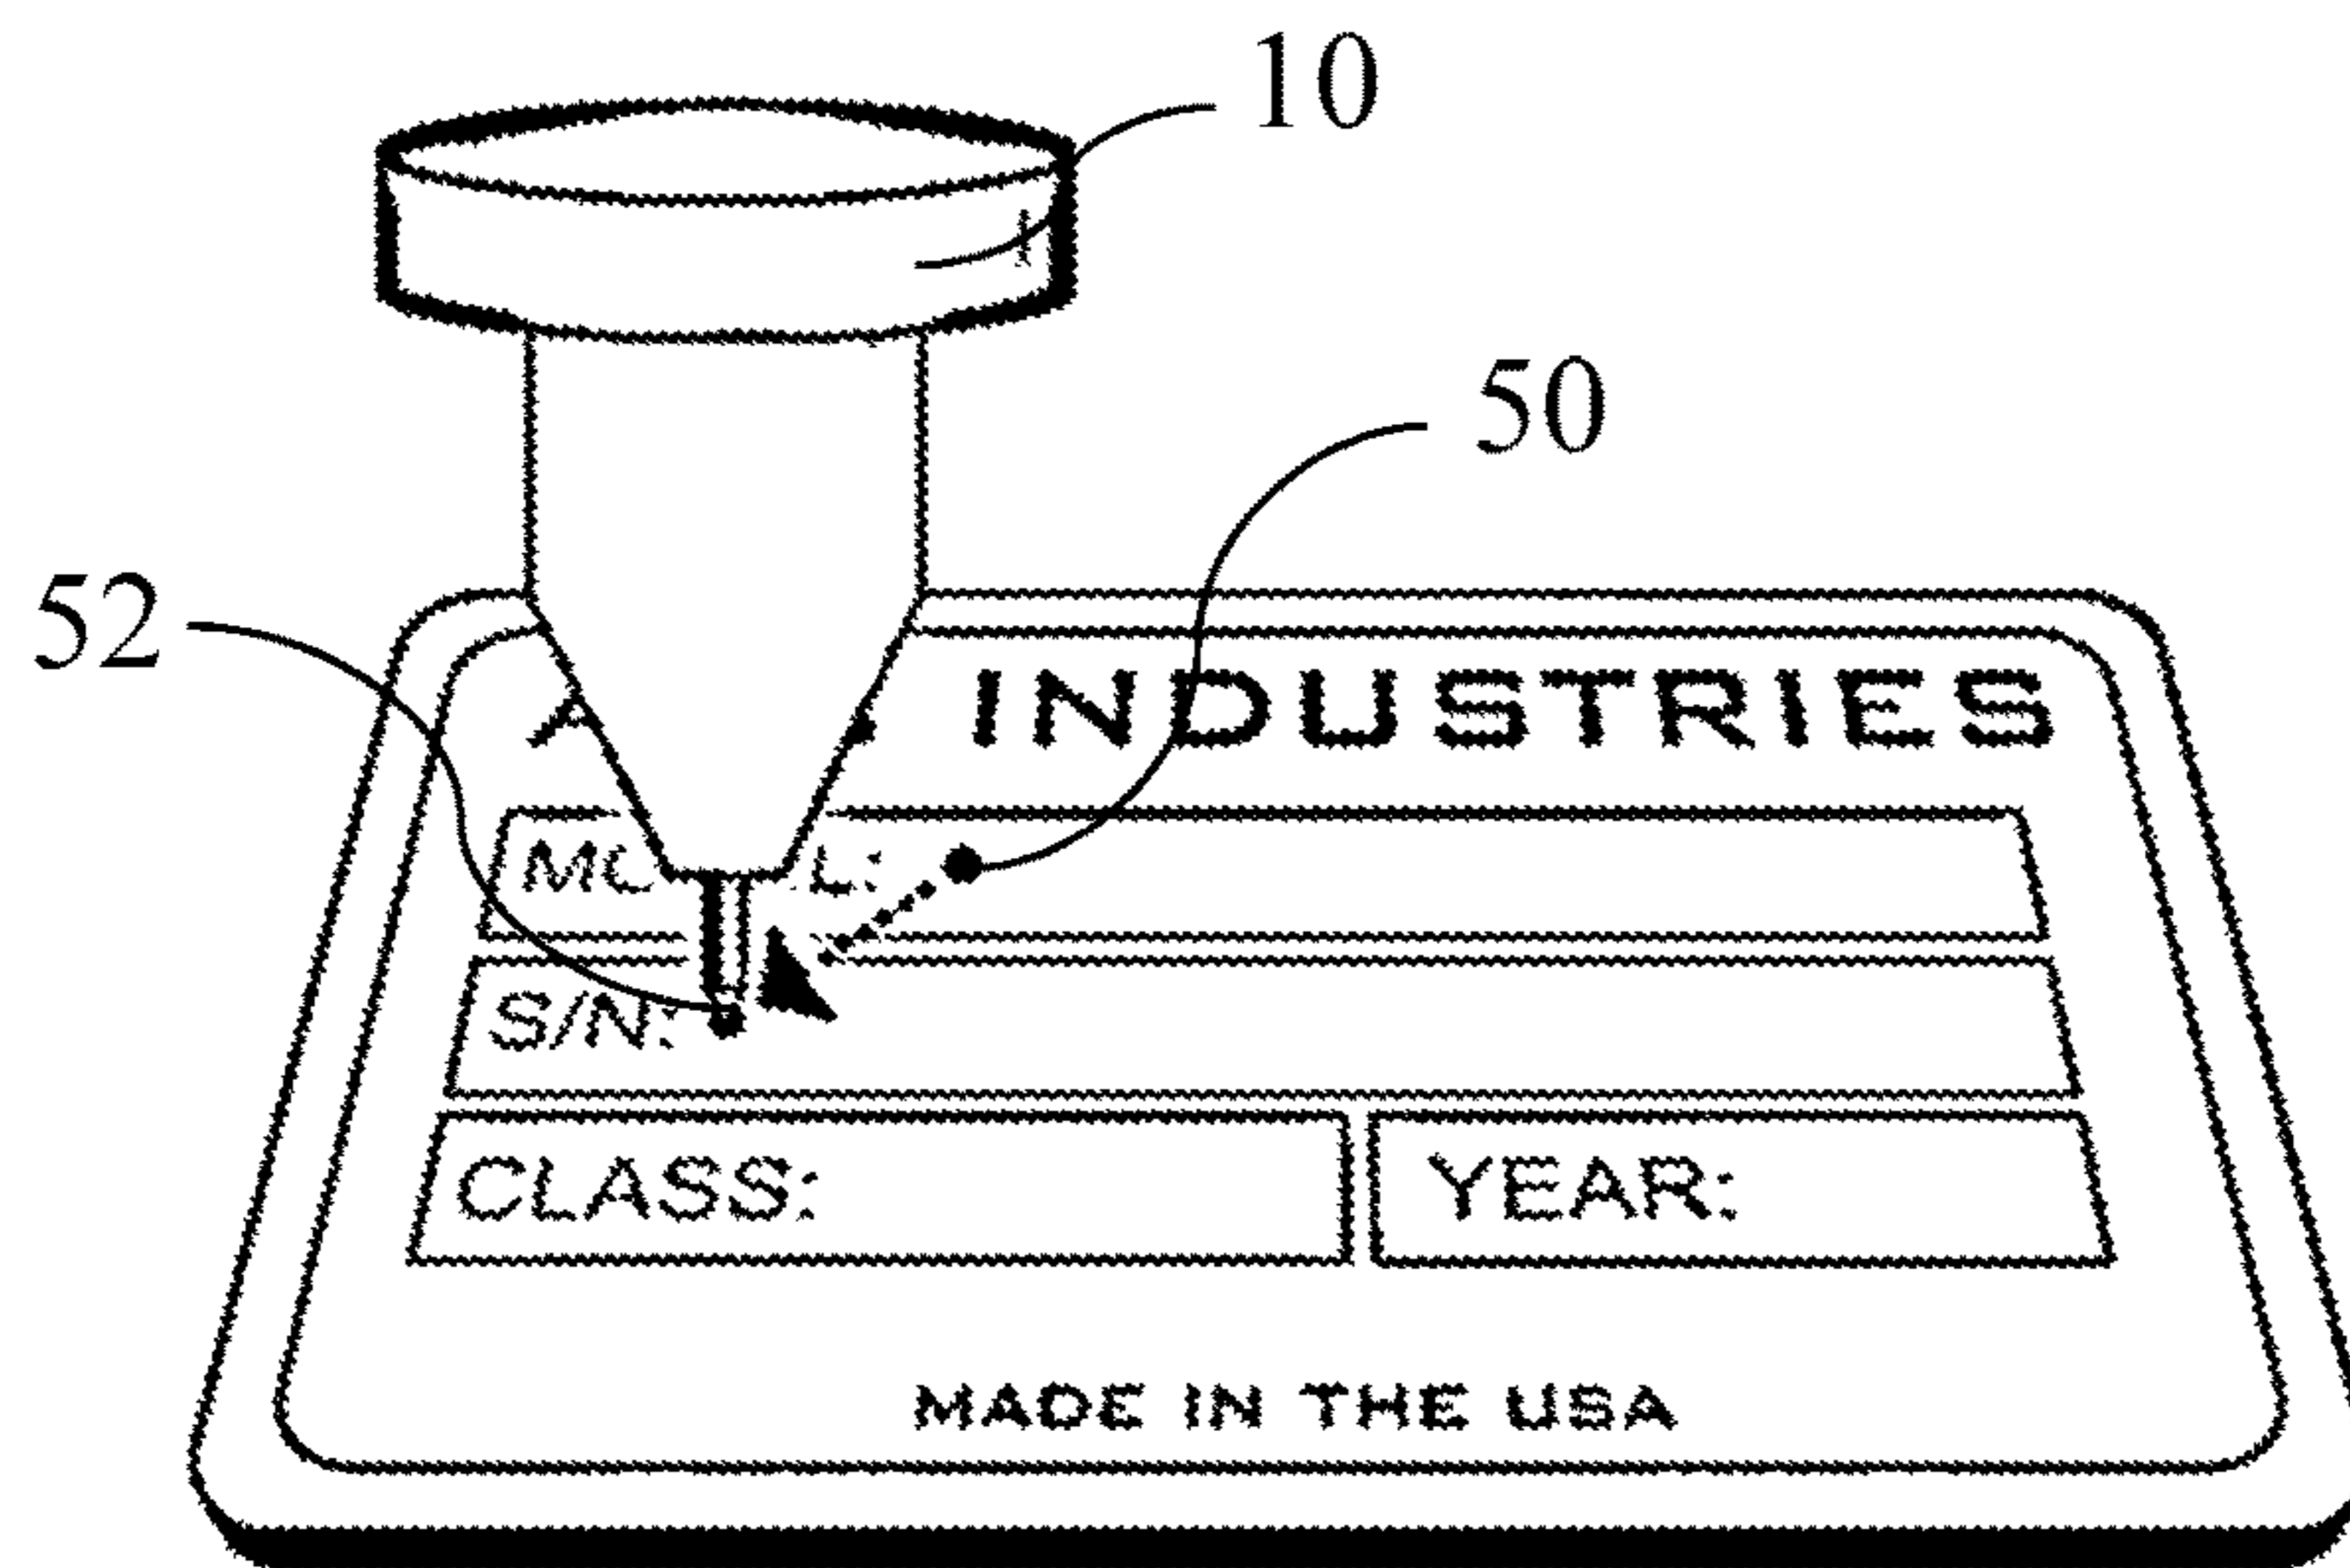 10
50
52
A INDUSTRIES
L:
S/N:
CLASS: YEAR:
MADE IN THE USA